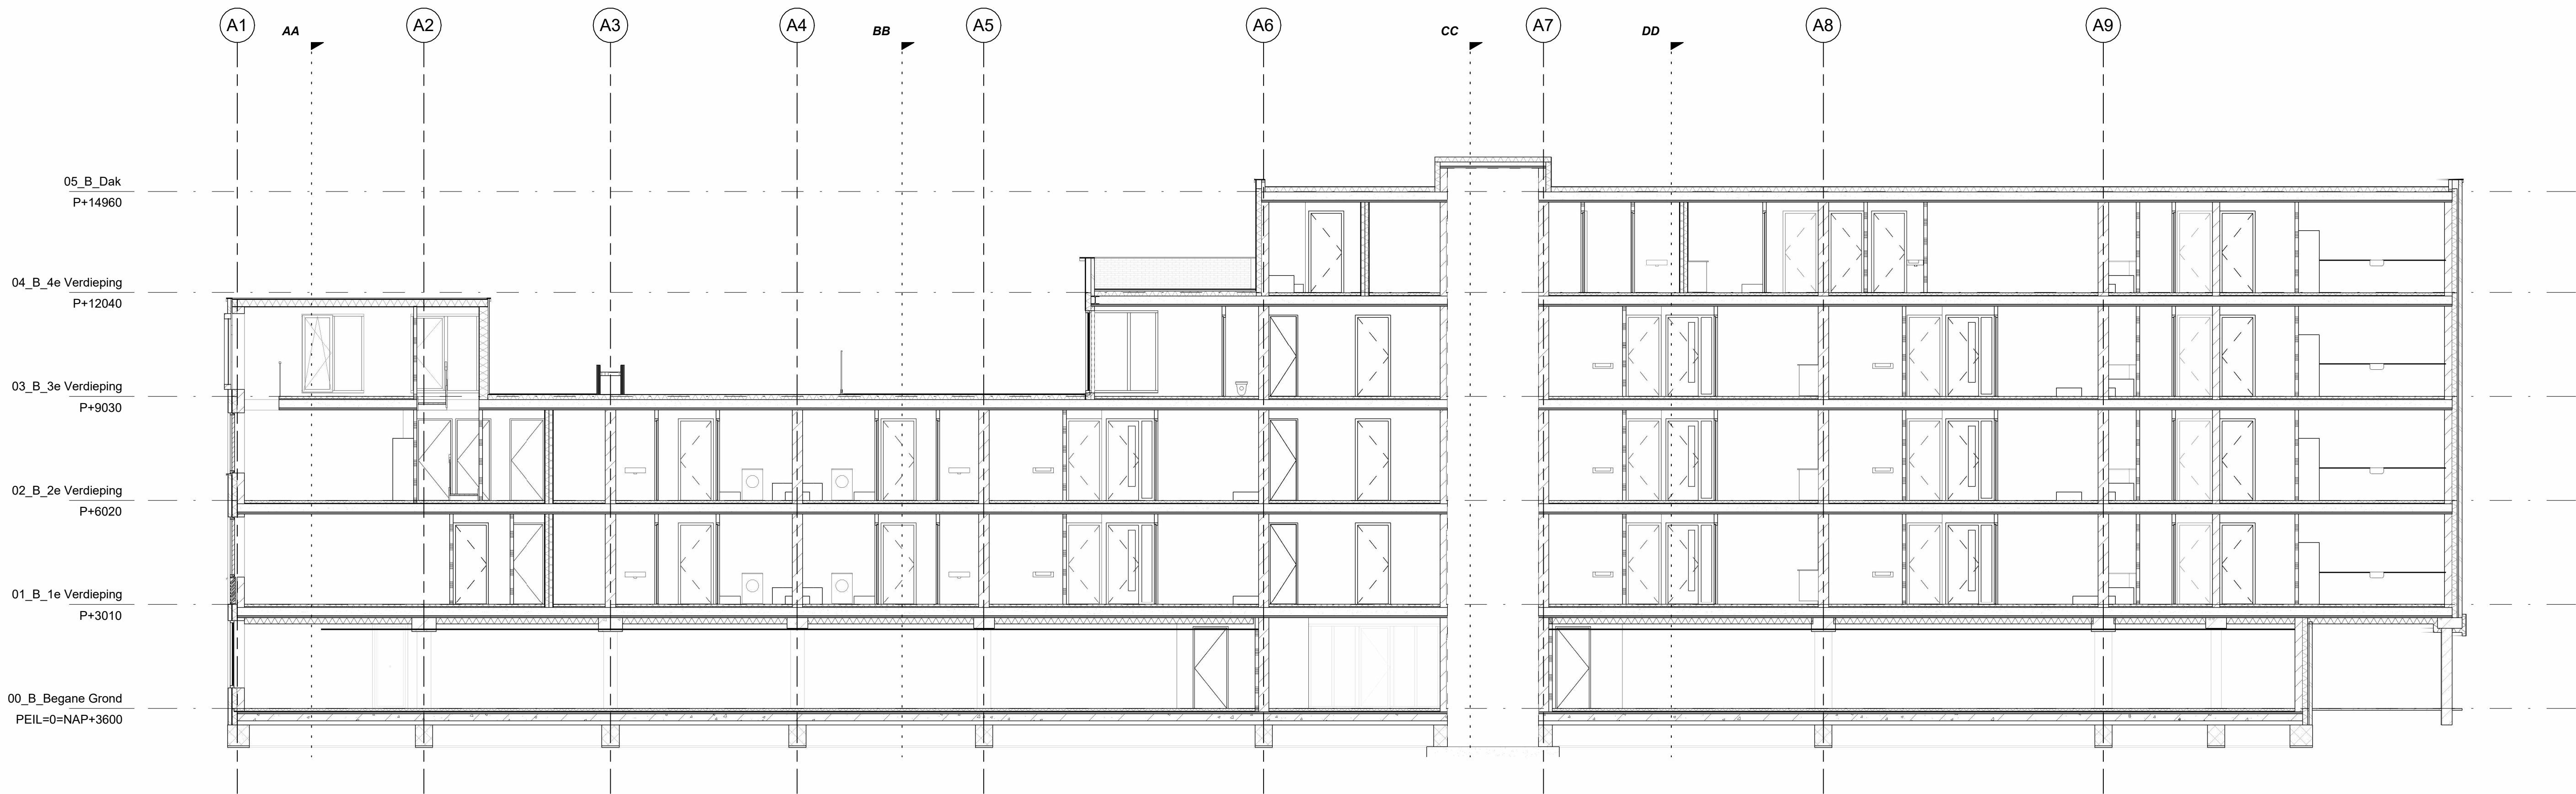 A1
A2
A3
A4
A5
A6
A7
A8
A9
AA
BB
CC
DD
05_B_Dak
P+14960
04_B_4e Verdieping
P+12040
03_B_3e Verdieping
P+9030
02_B_2e Verdieping
P+6020
01_B_1e Verdieping
P+3010
00_B_Begane Grond
PEIL=0=NAP+3600